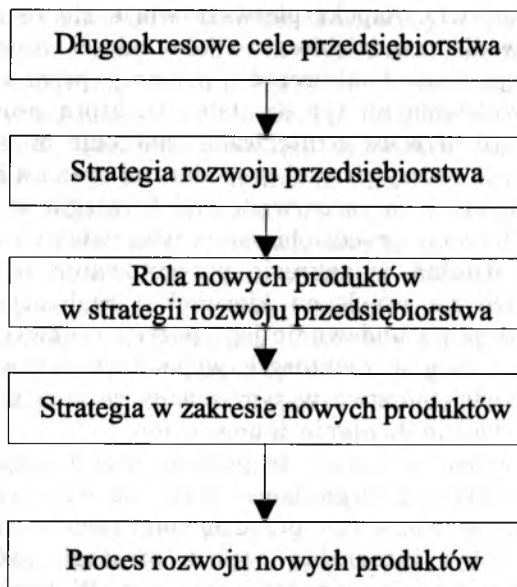 Długookresowe cele przedsiębiorstwa
Strategia rozwoju przedsiębiorstwa
Rola nowych produktów
w strategii rozwoju przedsiębiorstwa
Strategia w zakresie nowych produktów
Proces rozwoju nowych produktów